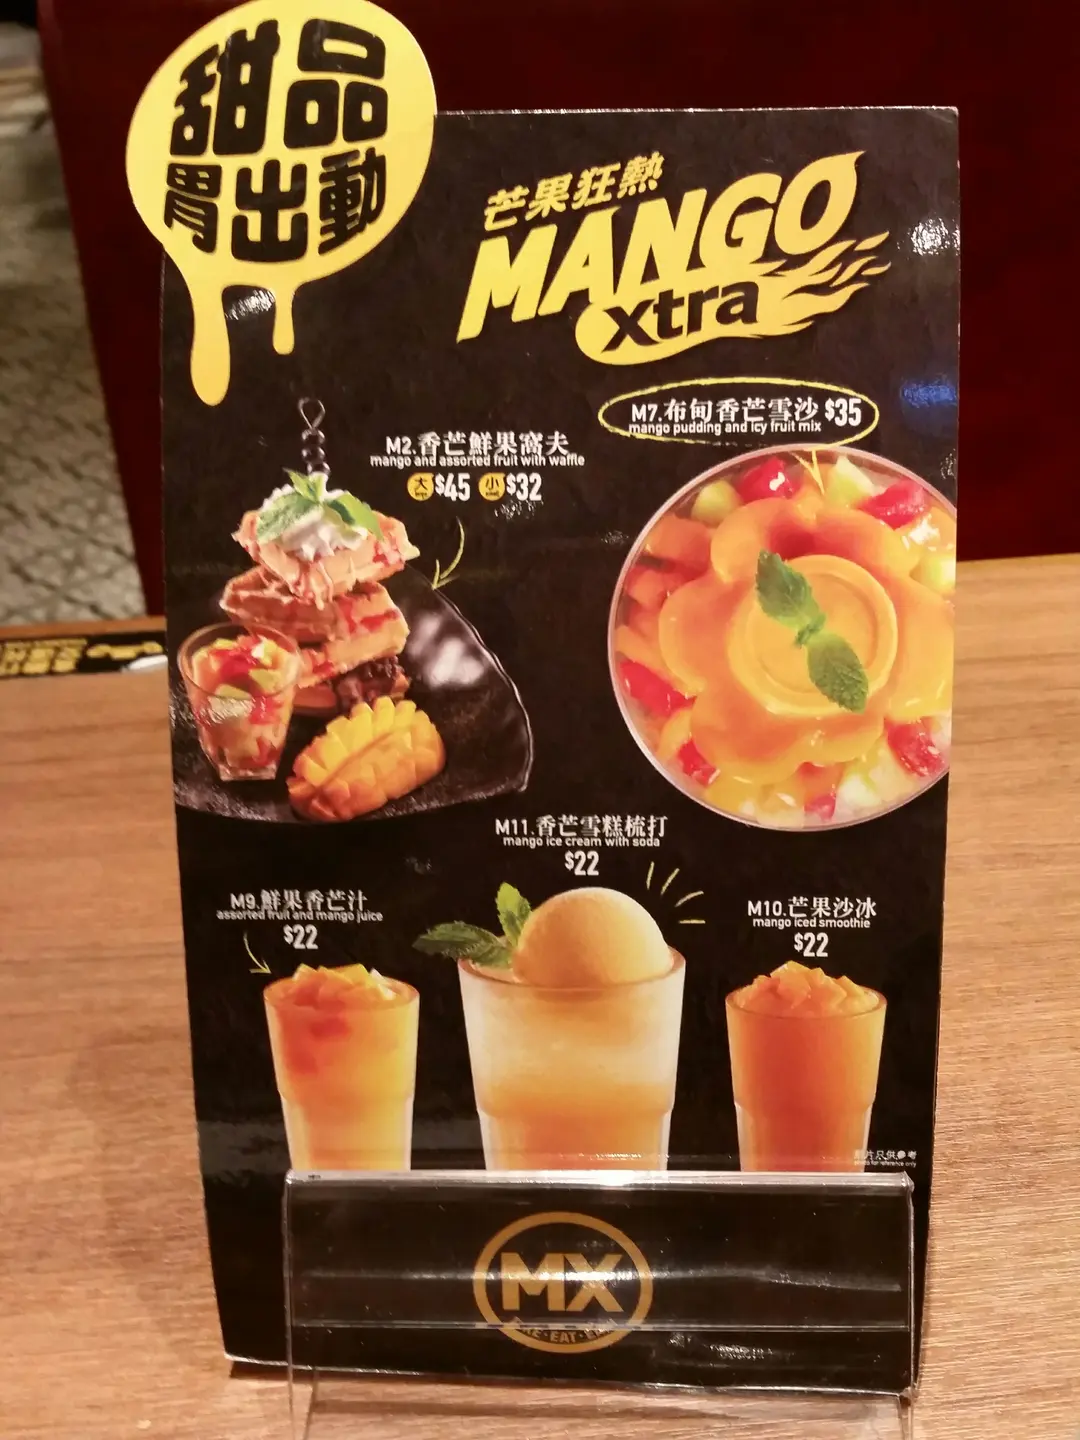 甜品
胃出動
芒果狂熱
MANGO
xtra
M7.布甸香芒雪沙 $35
mango pudding and icy fruit mix
M2.香芒鮮果窩夫
mango and assorted fruit with waffle
大 $45 小 $32
M11.香芒雪糕梳打
mango ice cream with soda
$22
M9.鮮果香芒汁
assorted fruit and mango juice
$22
M10.芒果沙冰
mango iced smoothie
$22
照片只供參考
photo for reference only
MX
EAT